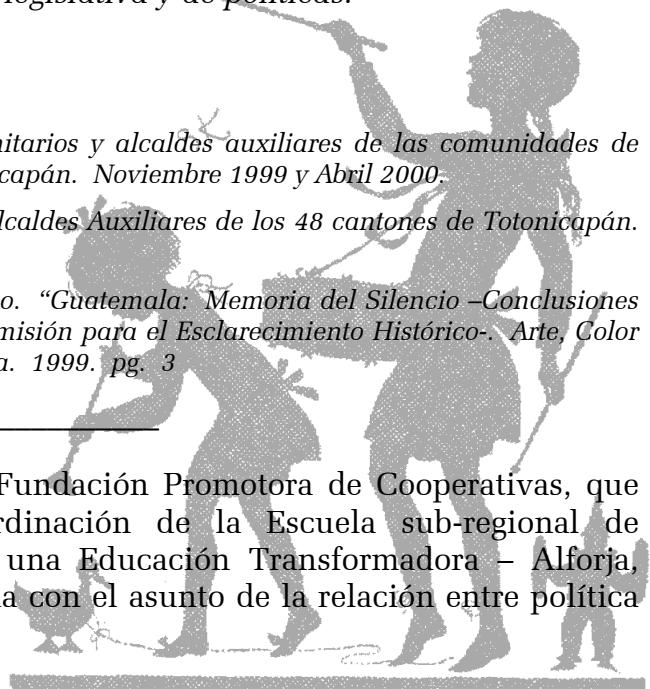 legislativa y de políticas.
nitarios y alcaldes auxiliares de las comunidades de
capán. Noviembre 1999 y Abril 2000.
lcaldes Auxiliares de los 48 cantones de Totonicapán.
o. “Guatemala: Memoria del Silencio –Conclusiones
misión para el Esclarecimiento Histórico-. Arte, Color
a. 1999. pg. 3
Fundación Promotora de Cooperativas, que
rdinación de la Escuela sub-regional de
una Educación Transformadora – Alforja,
a con el asunto de la relación entre política